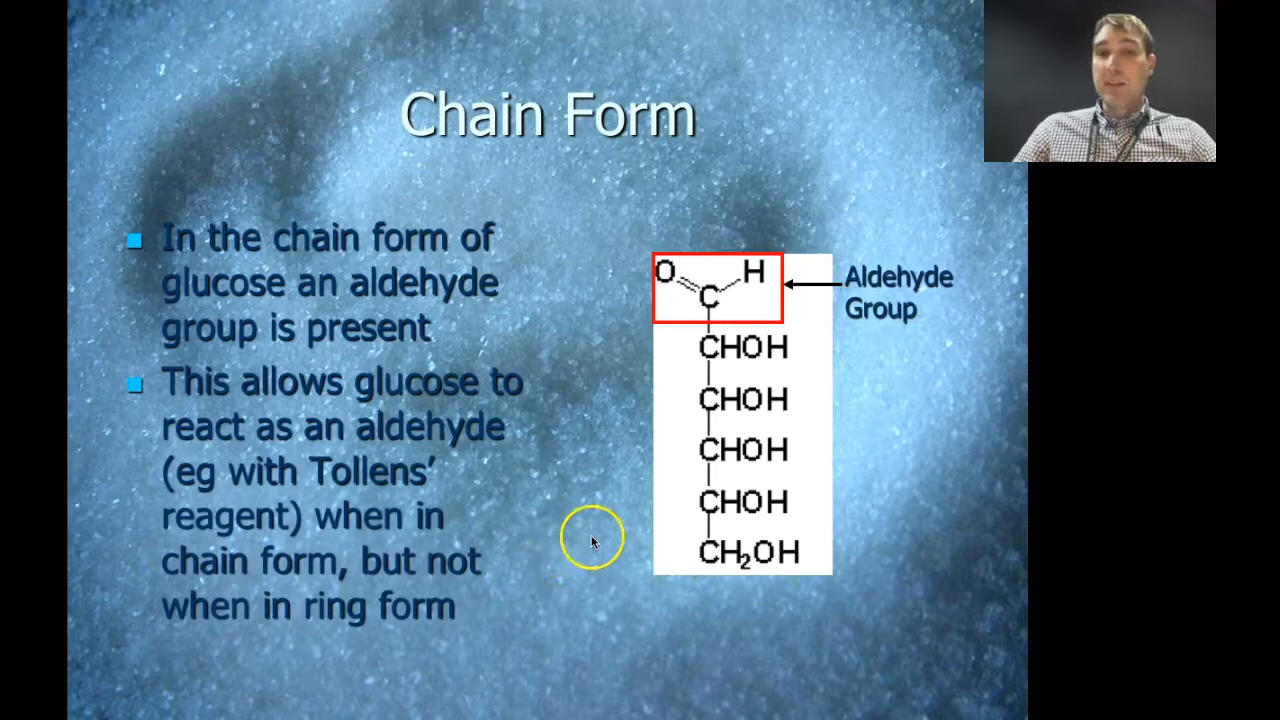 Chain Form
In the chain form of
glucose an aldehyde
group is present
This allows glucose to
react as an aldehyde
(eg with Tollens’
reagent) when in
chain form, but not
when in ring form
O H
C
CHOH
CHOH
CHOH
CHOH
CH₂OH
Aldehyde
Group